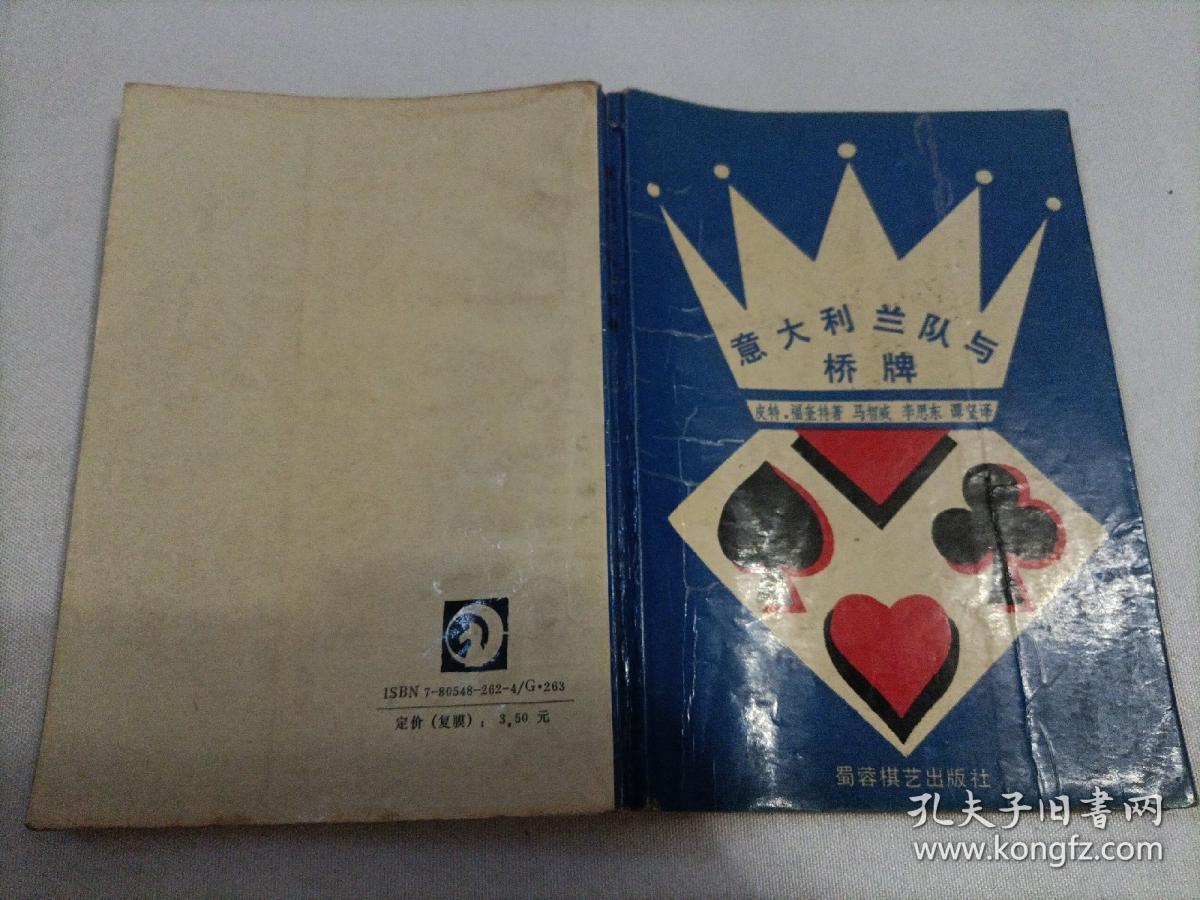 意大利兰队与
桥牌
皮特·福奎特著 马智威 李思东 谭坚译
蜀蓉棋艺出版社
ISBN 7-80548-262-4/G·263
定价(复膜): 3.50 元
孔夫子旧书网
www.kongfz.com